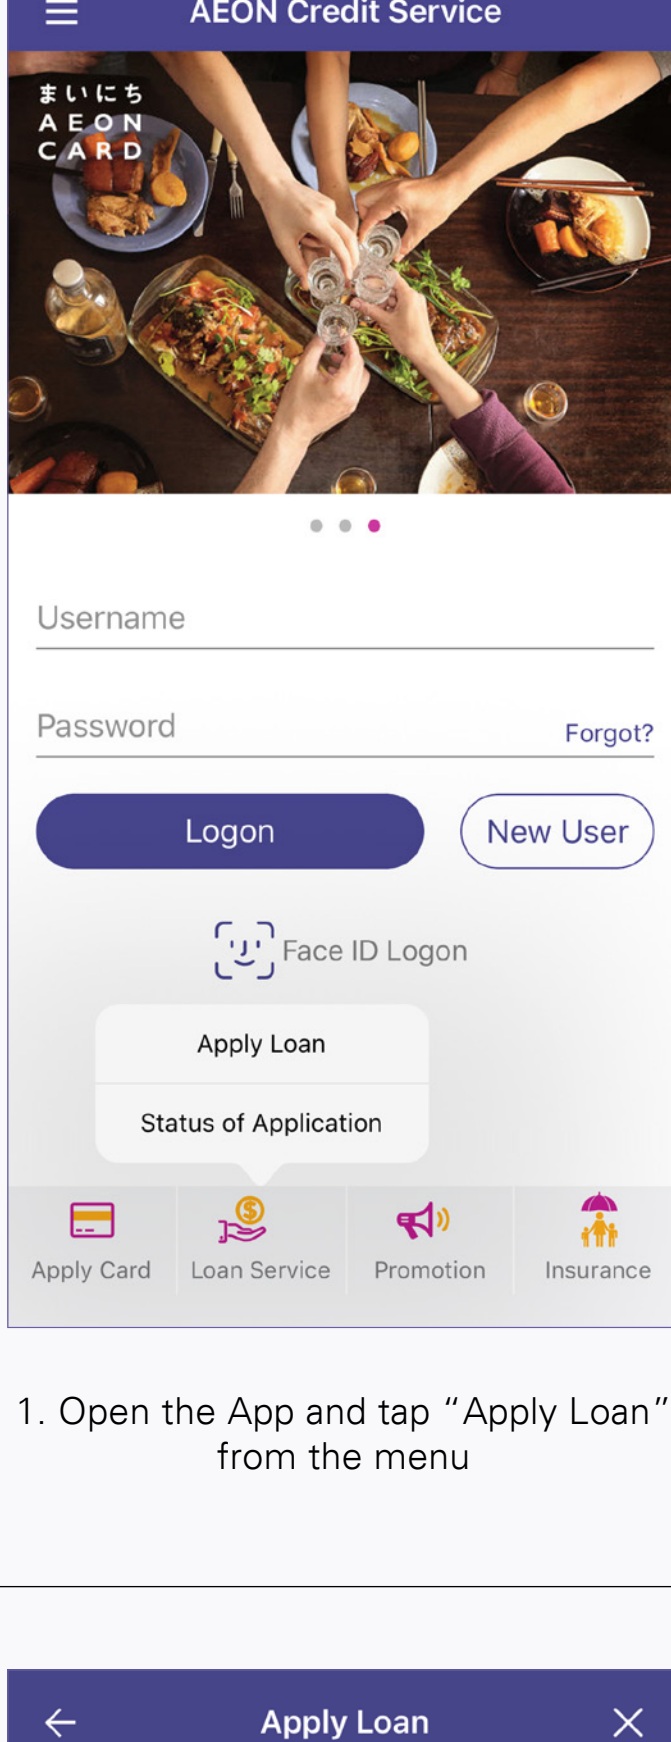 AEON Credit Service
まいにち
AEON
CARD
Username
Password
Forgot?
Logon
New User
Face ID Logon
Apply Loan
Status of Application
Apply Card
Loan Service
Promotion
Insurance
1. Open the App and tap “Apply Loan”
from the menu
Apply Loan